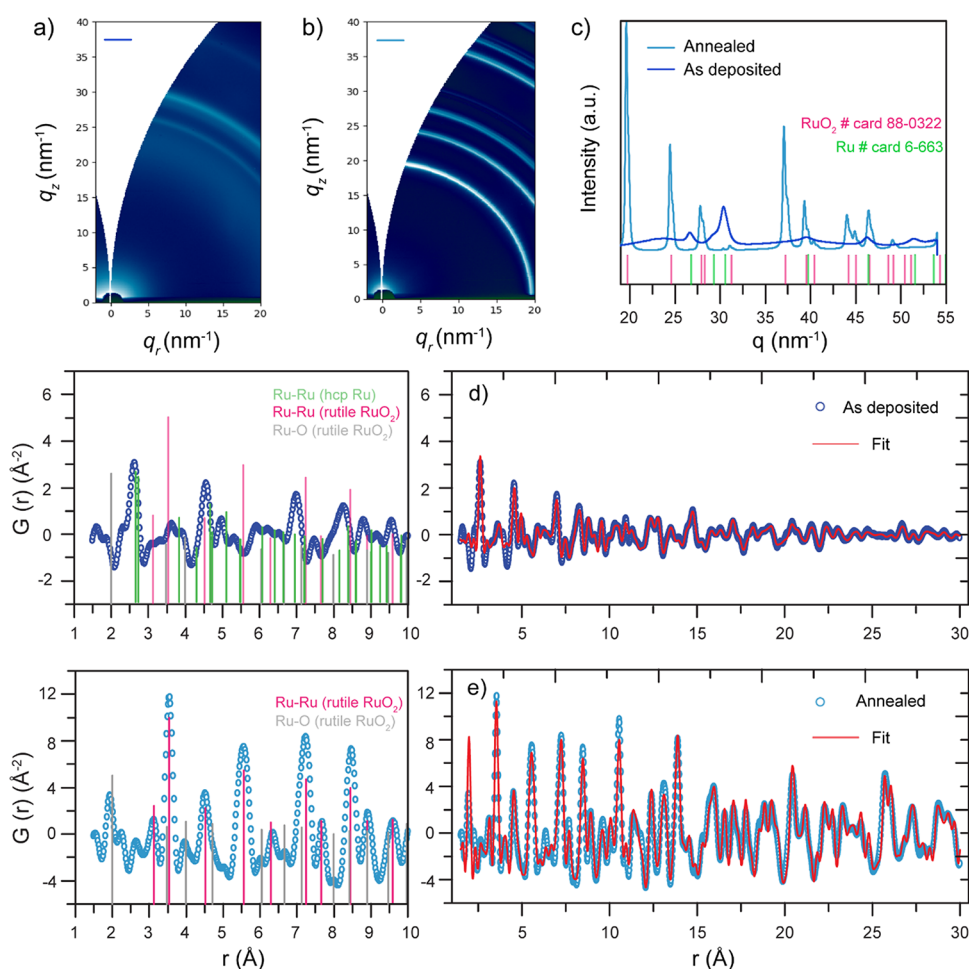 a)
40
35
30
25
20
15
10
5
0
q_z (nm⁻¹)
0
5
10
15
20
q_r (nm⁻¹)
b)
40
35
30
25
20
15
10
5
0
q_z (nm⁻¹)
0
5
10
15
20
q_r (nm⁻¹)
c)
Annealed
As deposited
RuO₂ # card 88-0322
Ru # card 6-663
Intensity (a.u.)
20 25 30 35 40 45 50 55
q (nm⁻¹)
Ru-Ru (hcp Ru)
Ru-Ru (rutile RuO₂)
Ru-O (rutile RuO₂)
G (r) (Å⁻²)
6
4
2
0
-2
1 2 3 4 5 6 7 8 9 10
d)
As deposited
Fit
6
4
2
0
-2
5 10 15 20 25 30
Ru-Ru (rutile RuO₂)
Ru-O (rutile RuO₂)
G (r) (Å⁻²)
12
8
4
0
-4
1 2 3 4 5 6 7 8 9 10
r (Å)
e)
Annealed
Fit
12
8
4
0
-4
5 10 15 20 25 30
r (Å)